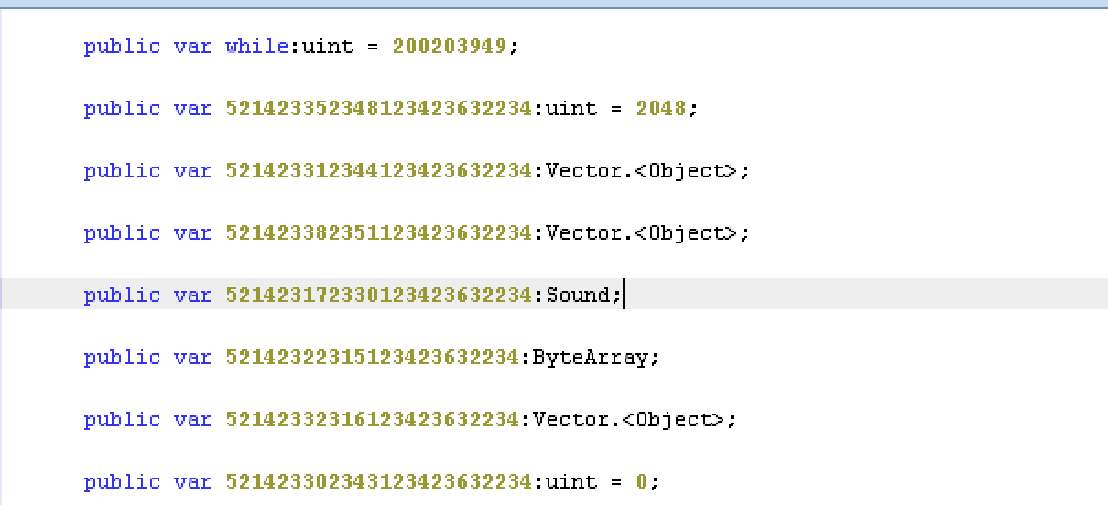 public var while:uint = 200203949;
public var 521423352348123423632234:uint = 2048;
public var 521423312344123423632234:Vector.<Object>;
public var 521423382351123423632234:Vector.<Object>;
public var 521423172330123423632234:Sound;
public var 52142322315123423632234:ByteArray;
public var 52142332316123423632234:Vector.<Object>;
public var 521423302343123423632234:uint = 0;